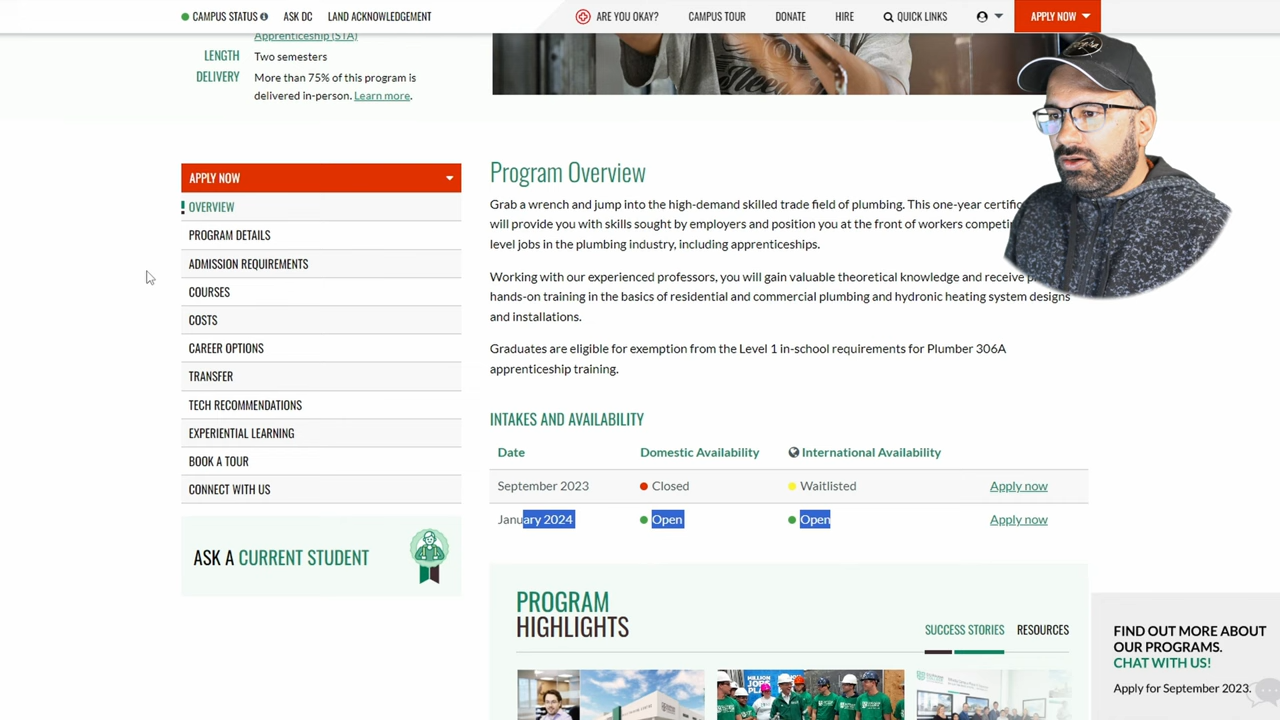 CAMPUS STATUS
ASK DC
LAND ACKNOWLEDGEMENT
ARE YOU OKAY?
CAMPUS TOUR
DONATE
HIRE
QUICK LINKS
APPLY NOW
Apprenticeship (STA)
LENGTH Two semesters
DELIVERY More than 75% of this program is
delivered in-person. Learn more.
APPLY NOW
OVERVIEW
PROGRAM DETAILS
ADMISSION REQUIREMENTS
COURSES
COSTS
CAREER OPTIONS
TRANSFER
TECH RECOMMENDATIONS
EXPERIENTIAL LEARNING
BOOK A TOUR
CONNECT WITH US
ASK A CURRENT STUDENT
Program Overview
Grab a wrench and jump into the high-demand skilled trade field of plumbing. This one-year
will provide you with skills sought by employers and position you at the front of workers
level jobs in the plumbing industry, including apprenticeships.
Working with our experienced professors, you will gain valuable theoretical knowledge and receive
hands-on training in the basics of residential and commercial plumbing and hydronic heating system designs
and installations.
Graduates are eligible for exemption from the Level 1 in-school requirements for Plumber 306A
apprenticeship training.
INTAKES AND AVAILABILITY
Date Domestic Availability International Availability
September 2023 Closed Waitlisted Apply now
January 2024 Open Open Apply now
PROGRAM
HIGHLIGHTS
SUCCESS STORIES RESOURCES
FIND OUT MORE ABOUT
OUR PROGRAMS.
CHAT WITH US!
Apply for September 2023.